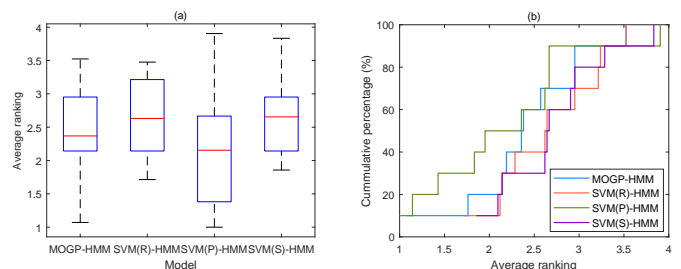 (a)
Average ranking
4
3.5
3
2.5
2
1.5
1
MOGP-HMM SVM(R)-HMM SVM(P)-HMM SVM(S)-HMM
Model
(b)
Cummulative percentage (%)
100
80
60
40
20
0
1 1.5 2 2.5 3 3.5 4
Average ranking
MOGP-HMM
SVM(R)-HMM
SVM(P)-HMM
SVM(S)-HMM